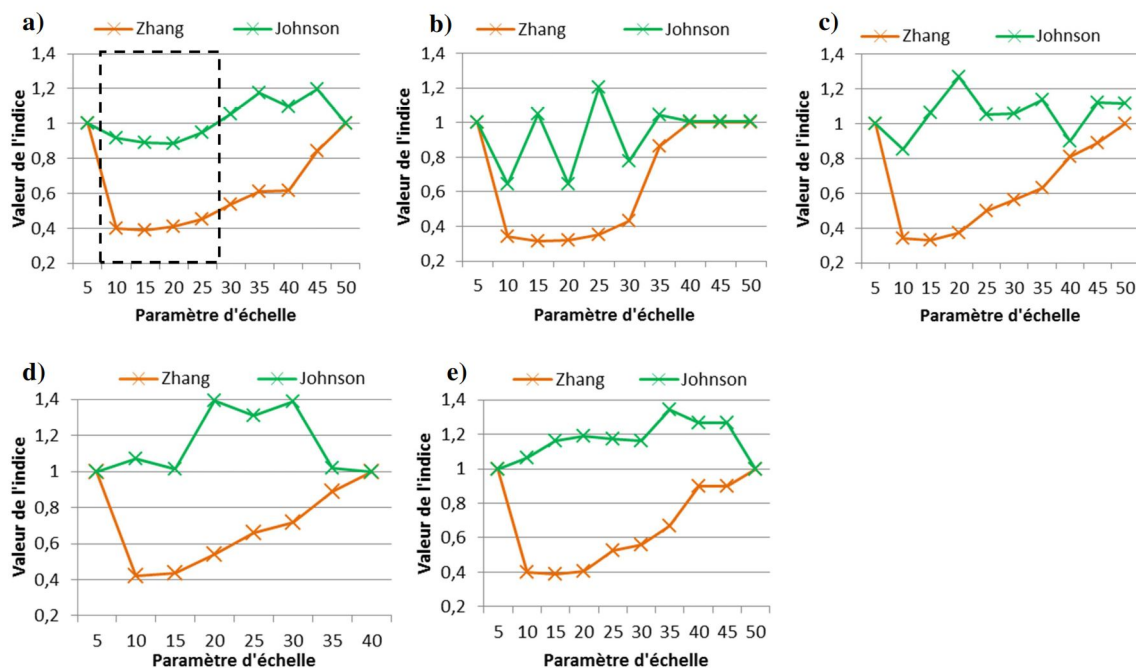 a)
Zhang Johnson
1,4
1,2
1
0,8
0,6
0,4
0,2
Valeur de l'indice
5 10 15 20 25 30 35 40 45 50
Paramètre d'échelle
b)
Zhang Johnson
1,4
1,2
1
0,8
0,6
0,4
0,2
Valeur de l'indice
5 10 15 20 25 30 35 40 45 50
Paramètre d'échelle
c)
Zhang Johnson
1,4
1,2
1
0,8
0,6
0,4
0,2
Valeur de l'indice
5 10 15 20 25 30 35 40 45 50
Paramètre d'échelle
d)
Zhang Johnson
1,4
1,2
1
0,8
0,6
0,4
0,2
Valeur de l'indice
5 10 15 20 25 30 35 40
Paramètre d'échelle
e)
Zhang Johnson
1,4
1,2
1
0,8
0,6
0,4
0,2
Valeur de l'indice
5 10 15 20 25 30 35 40 45 50
Paramètre d'échelle